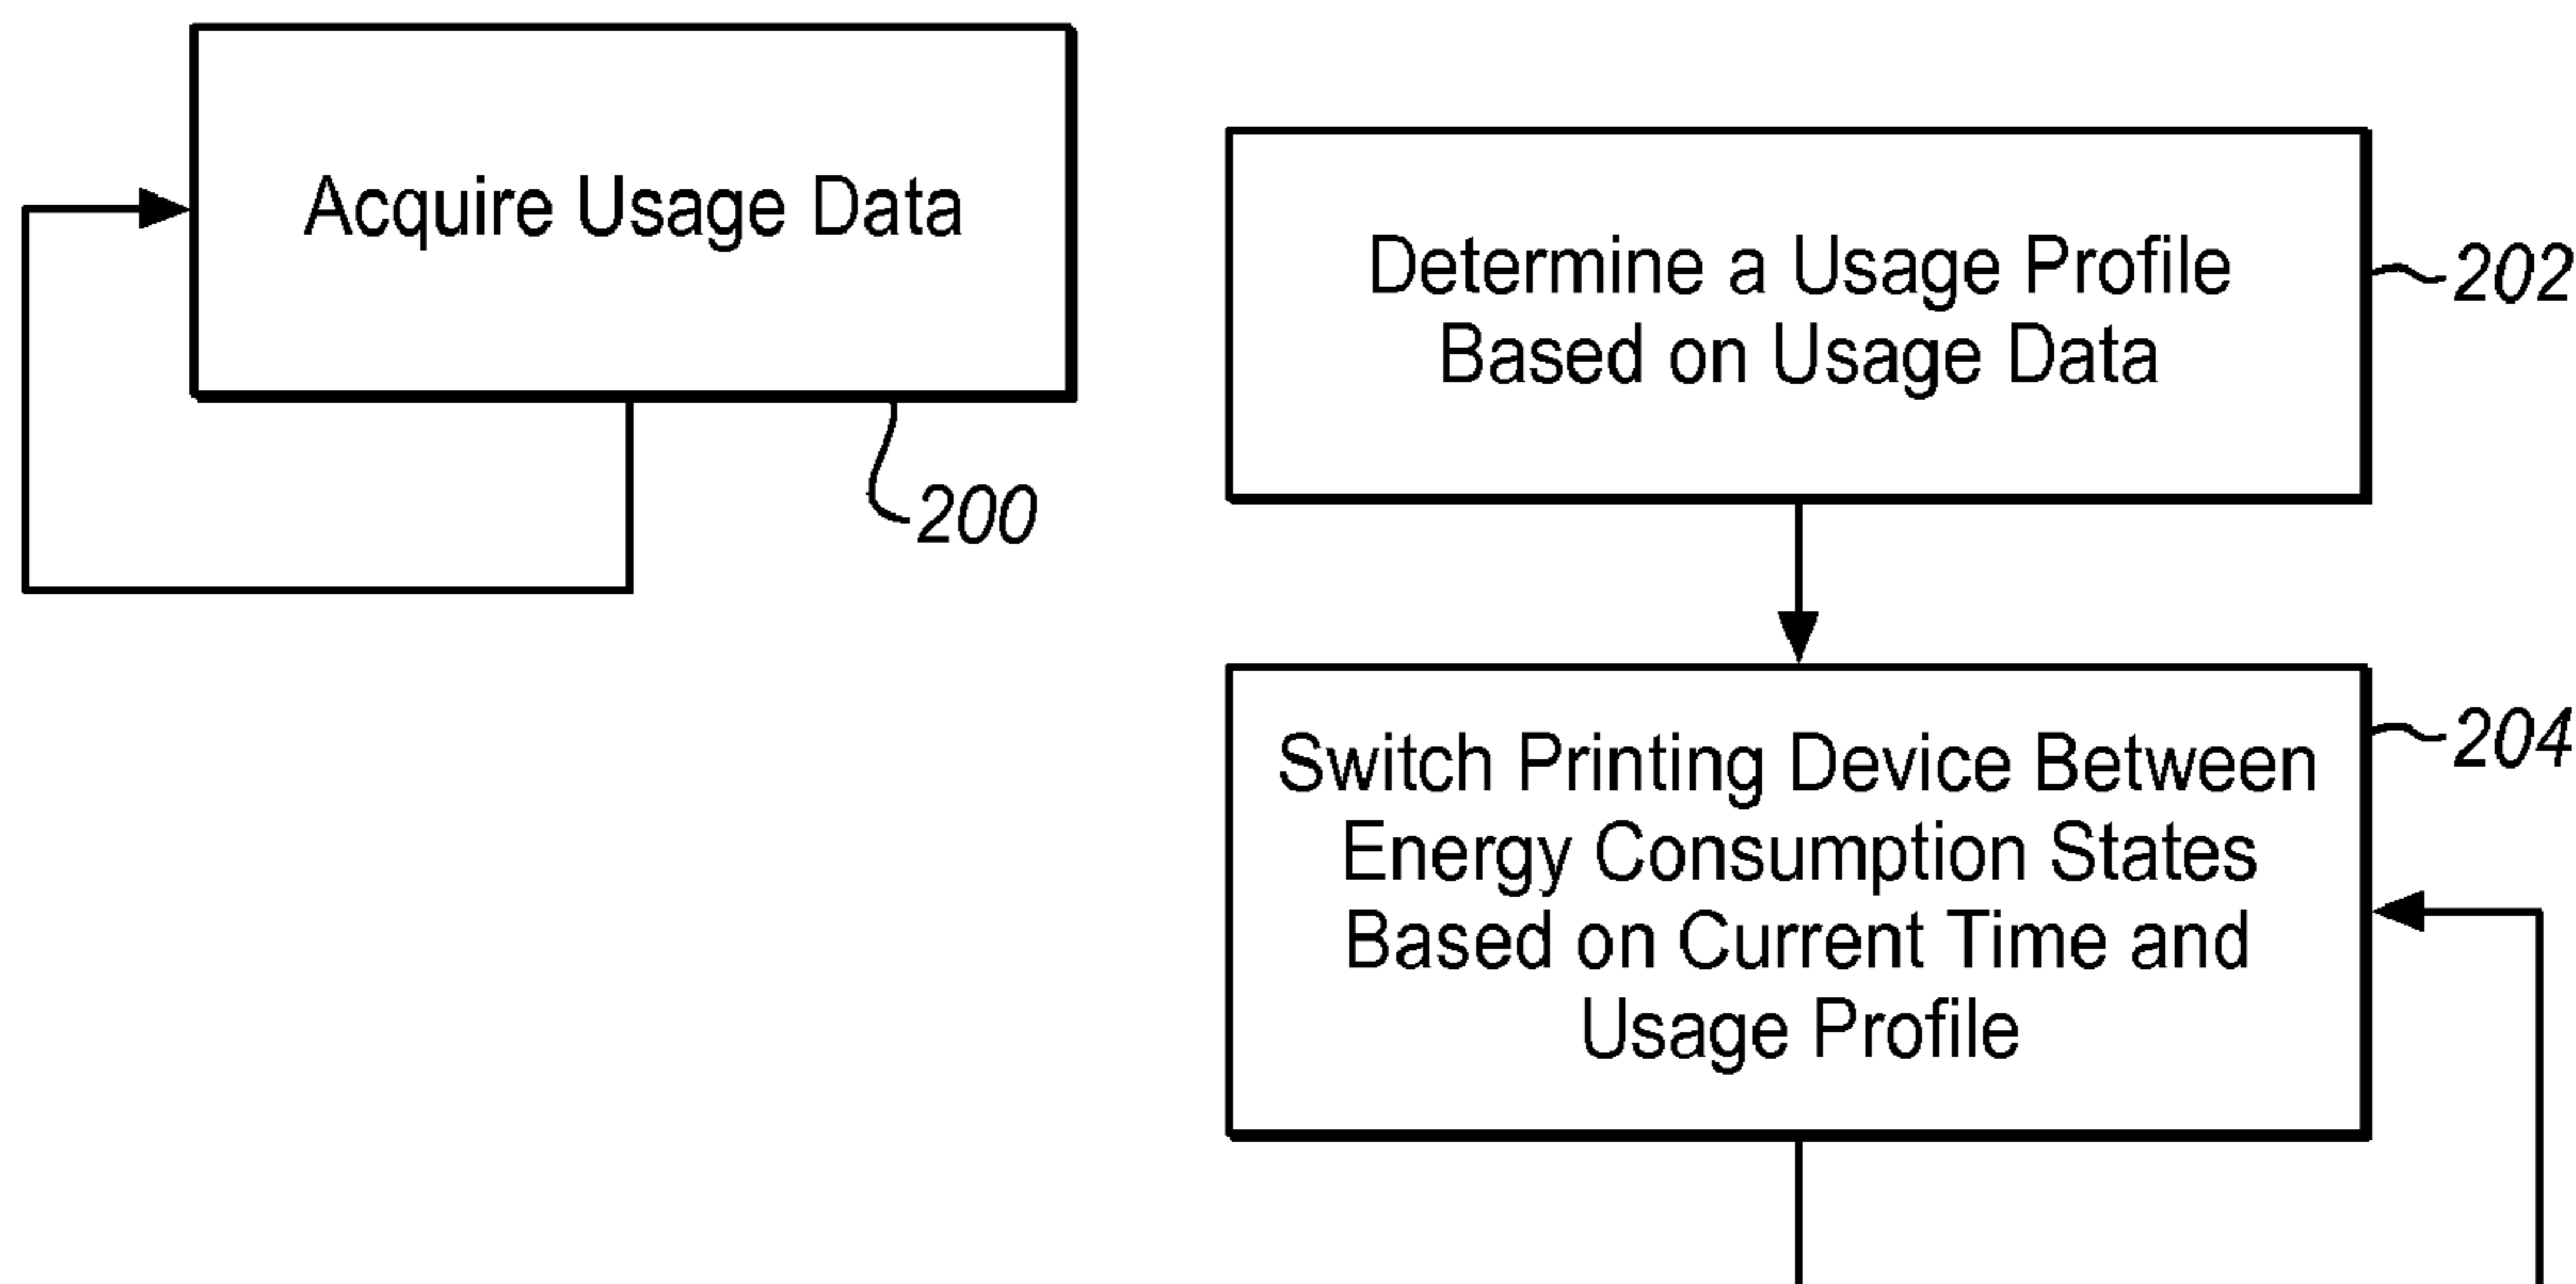 Acquire Usage Data
200
Determine a Usage Profile
Based on Usage Data
202
Switch Printing Device Between
Energy Consumption States
Based on Current Time and
Usage Profile
204